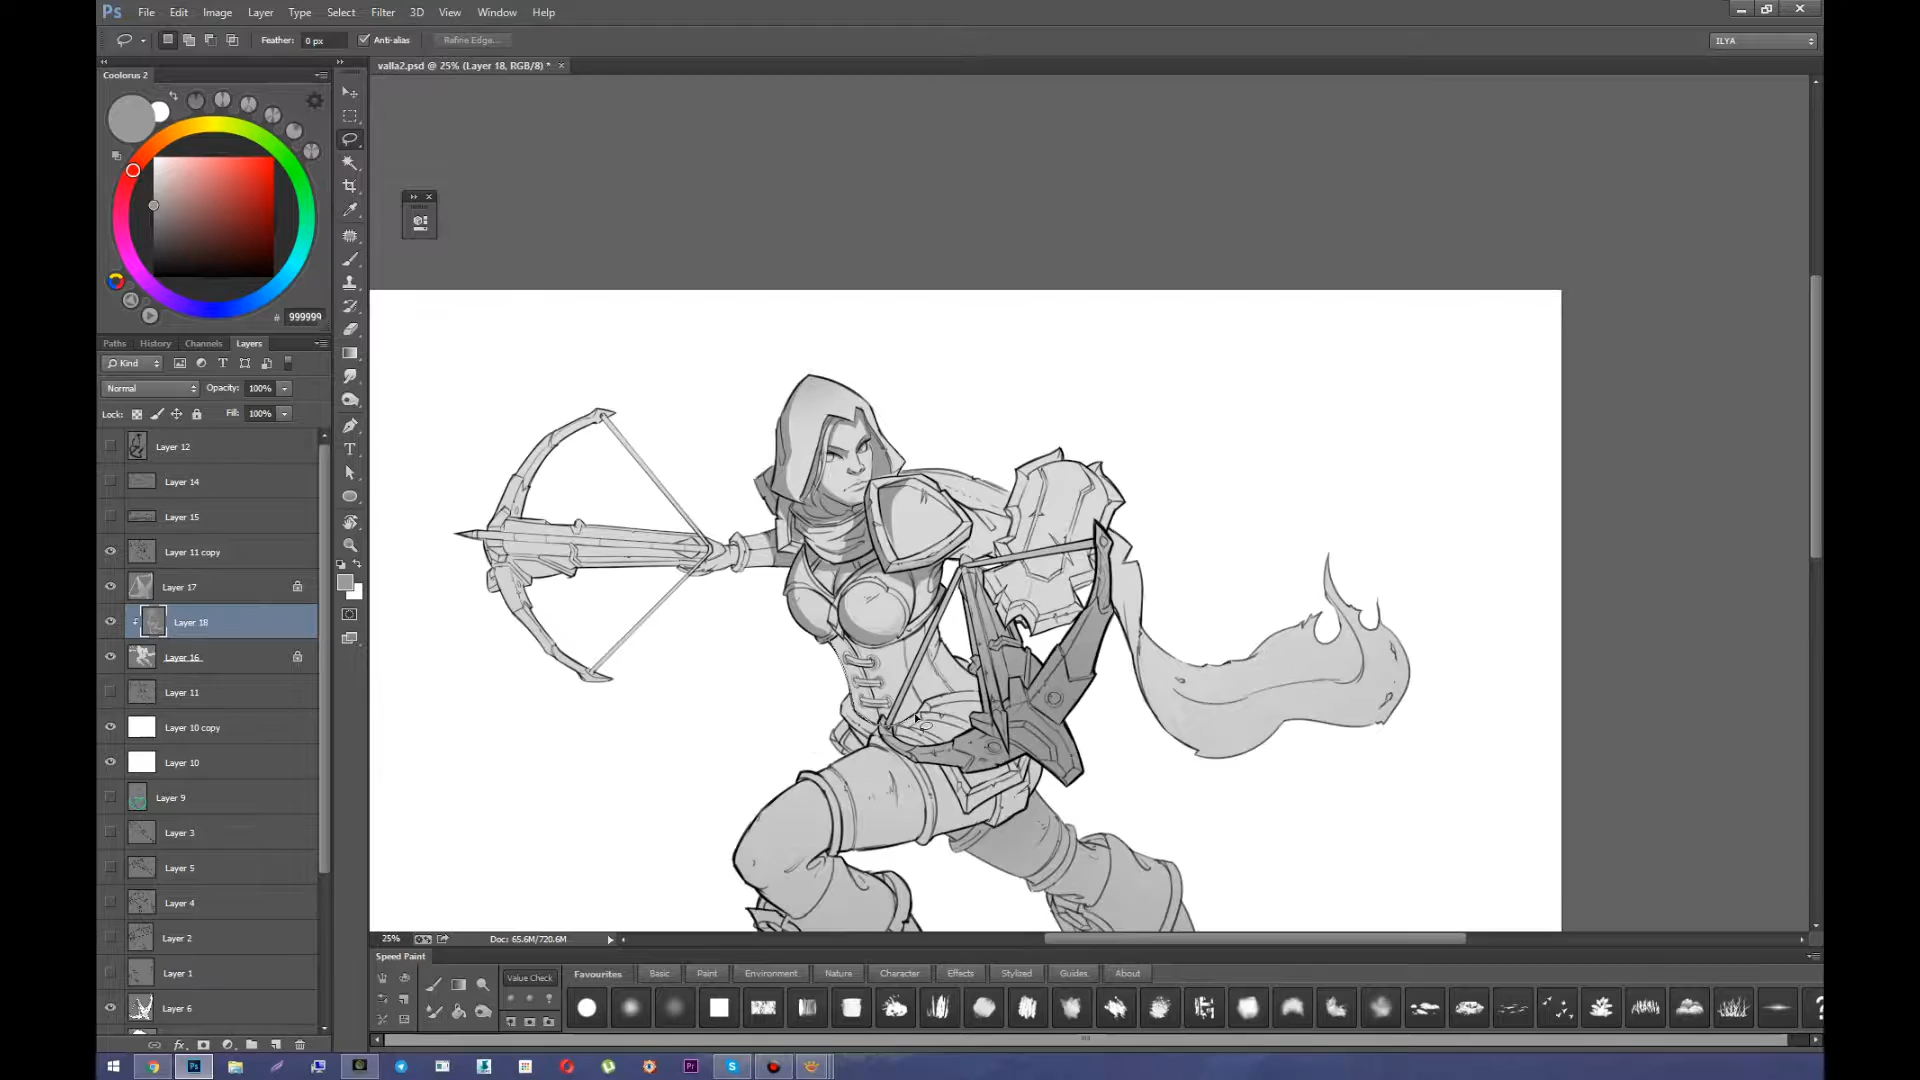 Ps File Edit Image Layer Type Select Filter 3D View Window Help
Feather: 0 px Anti-alias Refine Edge... ILYA
Coolorus 2
valla2.psd @ 25% (Layer 18, RGB/8) *
# 999999
Paths History Channels Layers
Kind
Normal Opacity: 100%
Lock: Fill: 100%
Layer 12
Layer 14
Layer 15
Layer 11 copy
Layer 17
Layer 18
Layer 16
Layer 11
Layer 10 copy
Layer 10
Layer 9
Layer 3
Layer 5
Layer 4
Layer 2
Layer 1
Layer 6
25% Doc: 65.6M/720.6M
Speed Paint
Value Check Favourites Basic Paint Environment Nature Character Effects Stylized Guides About
Ps Pr S